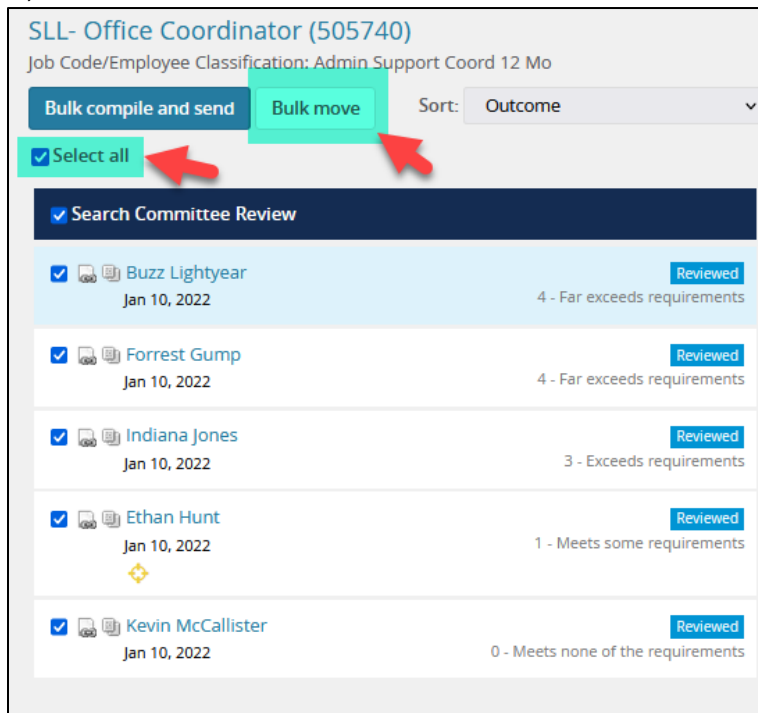 SLL- Office Coordinator (505740)
Job Code/Employee Classification: Admin Support Coord 12 Mo
Bulk compile and send Bulk move Sort: Outcome
Select all
Search Committee Review
Buzz Lightyear Reviewed
Jan 10, 2022 4 - Far exceeds requirements
Forrest Gump Reviewed
Jan 10, 2022 4 - Far exceeds requirements
Indiana Jones Reviewed
Jan 10, 2022 3 - Exceeds requirements
Ethan Hunt Reviewed
Jan 10, 2022 1 - Meets some requirements
Kevin McCallister Reviewed
Jan 10, 2022 0 - Meets none of the requirements